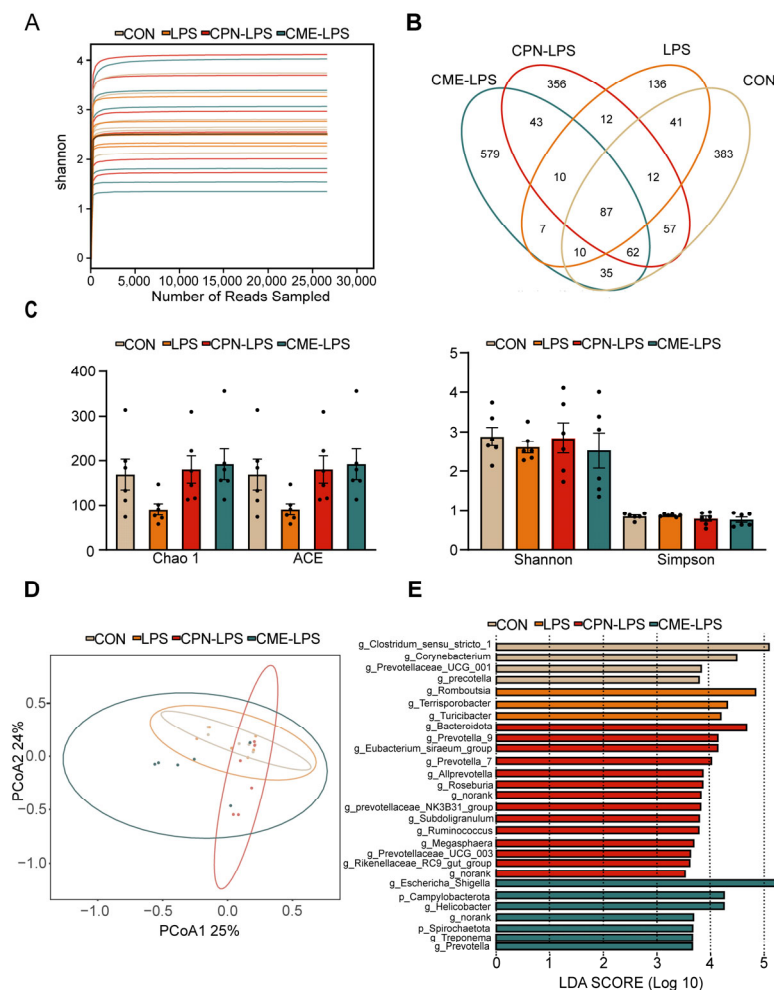 A
CON LPS CPN-LPS CME-LPS
shannon
4
3
2
1
0
0 5,000 10,000 15,000 20,000 25,000 30,000
Number of Reads Sampled
B
CME-LPS CPN-LPS LPS CON
356 136
43 12 41
579 383
10 12
87
7 57
10 62
35
C
CON LPS CPN-LPS CME-LPS
400
300
200
100
0
Chao 1 ACE
CON LPS CPN-LPS CME-LPS
5
4
3
2
1
0
Shannon Simpson
D
CON LPS CPN-LPS CME-LPS
PCoA2 24%
0.5
0.0
−0.5
−1.0
−1.0 −0.5 0.0 0.5
PCoA1 25%
E
CON LPS CPN-LPS CME-LPS
g_Clostridum_sensu_stricto_1
g_Corynebacterium
g_Prevotellaceae_UCG_001
g_precotella
g_Romboutsia
g_Terrisporobacter
g_Turicibacter
g_Bacteroidota
g_Prevotella_9
g_Eubacterium_siraeum_group
g_Prevotella_7
g_Allprevotella
g_Roseburia
g_norank
g_prevotellaceae_NK3B31_group
g_Subdoligranulum
g_Ruminococcus
g_Megasphaera
g_Prevotellaceae_UCG_003
g_Rikenellaceae_RC9_gut_group
g_norank
g_Eschericha_Shigella
p_Campylobacterota
g_Helicobacter
g_norank
p_Spirochaetota
g_Treponema
g_Prevotella
0 1 2 3 4 5
LDA SCORE (Log 10)